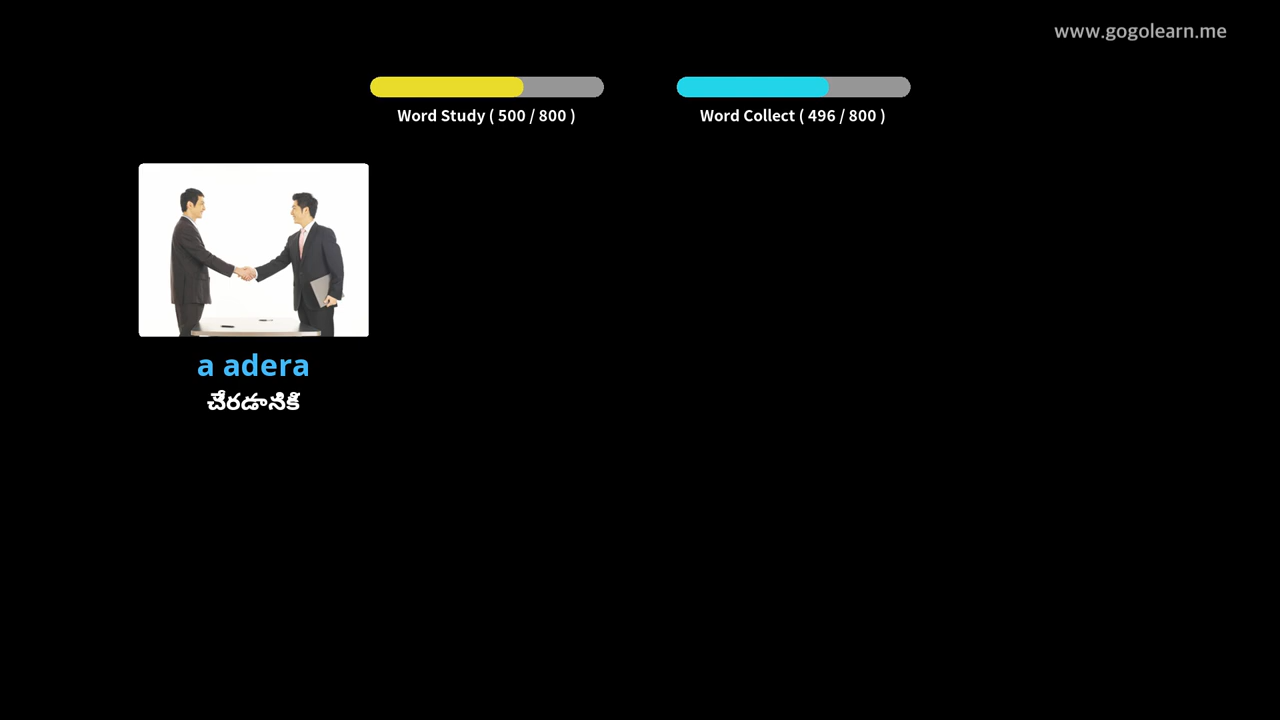 www.gogolearn.me
Word Study ( 500 / 800 )
Word Collect ( 496 / 800 )
a adera
చేరడానికి